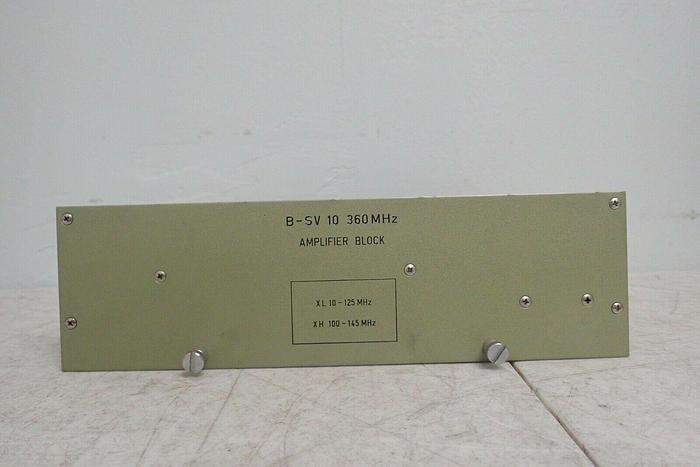 B-SV 10 360MHz
AMPLIFIER BLOCK
XL 10-125 MHz
XH 100-145 MHz